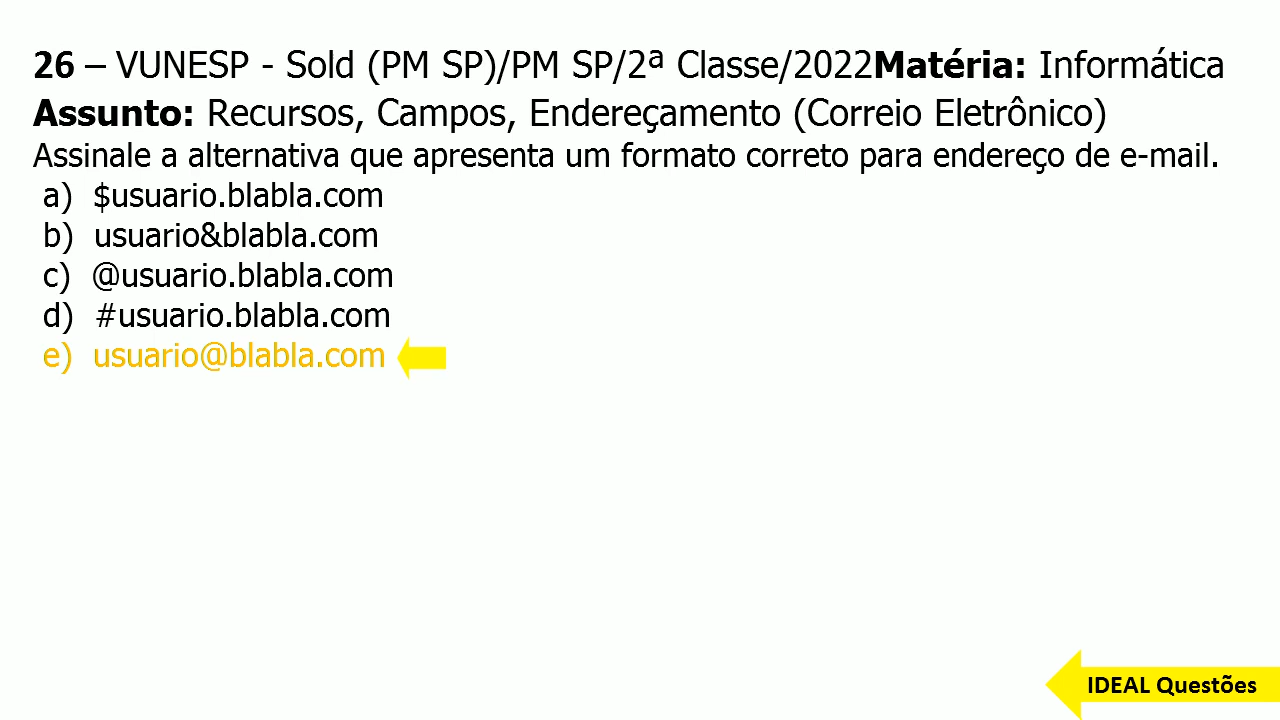 26 – VUNESP - Sold (PM SP)/PM SP/2ª Classe/2022Matéria: Informática
Assunto: Recursos, Campos, Endereçamento (Correio Eletrônico)
Assinale a alternativa que apresenta um formato correto para endereço de e-mail.
a) $usuario.blabla.com
b) usuario&blabla.com
c) @usuario.blabla.com
d) #usuario.blabla.com
e) usuario@blabla.com
IDEAL Questões